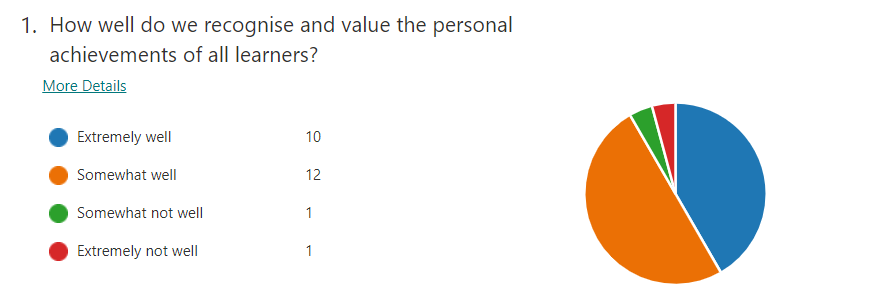 1. How well do we recognise and value the personal
achievements of all learners?
More Details
Extremely well 10
Somewhat well 12
Somewhat not well 1
Extremely not well 1